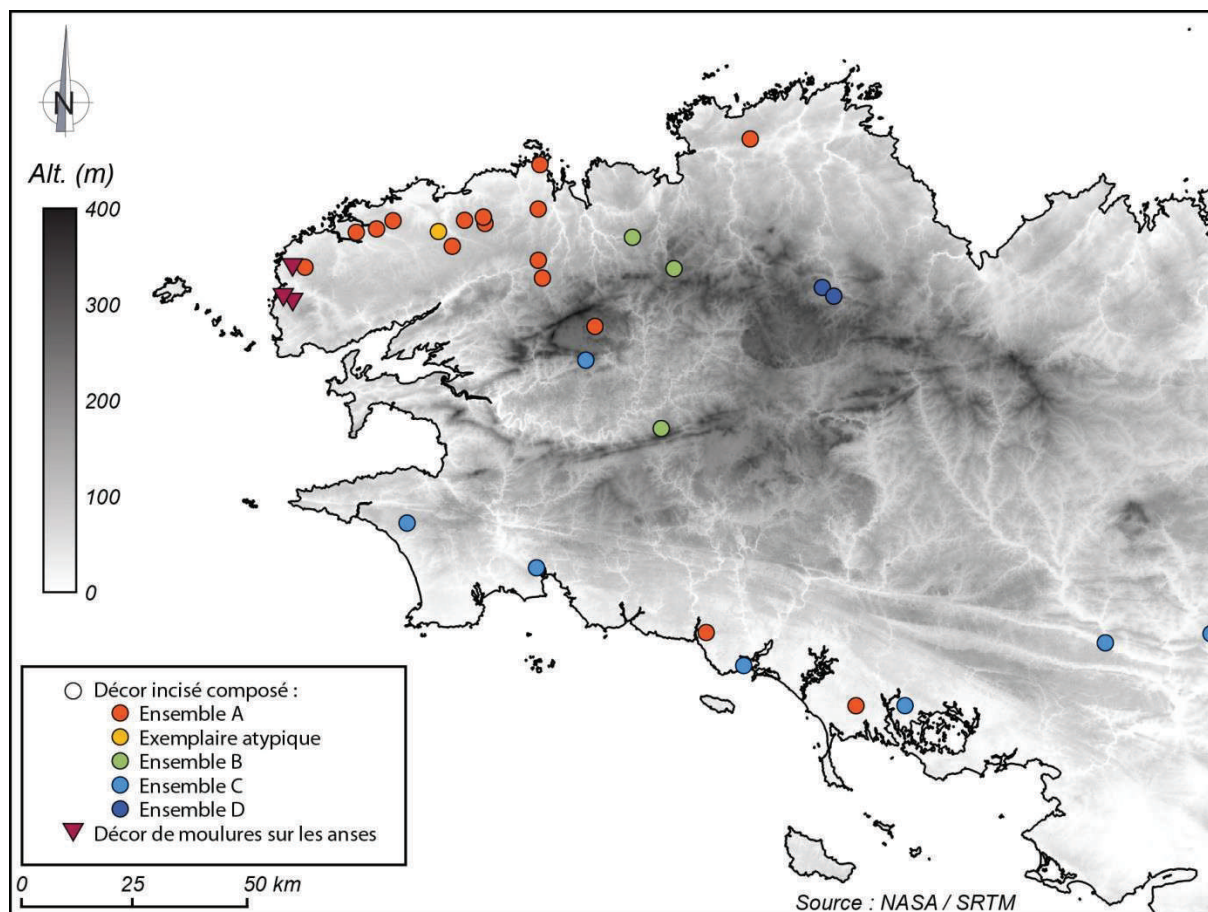 N
Alt. (m)
400
300
200
100
0
Décor incisé composé :
Ensemble A
Exemplaire atypique
Ensemble B
Ensemble C
Ensemble D
Décor de moulures sur les anses
0 25 50 km
Source : NASA / SRTM